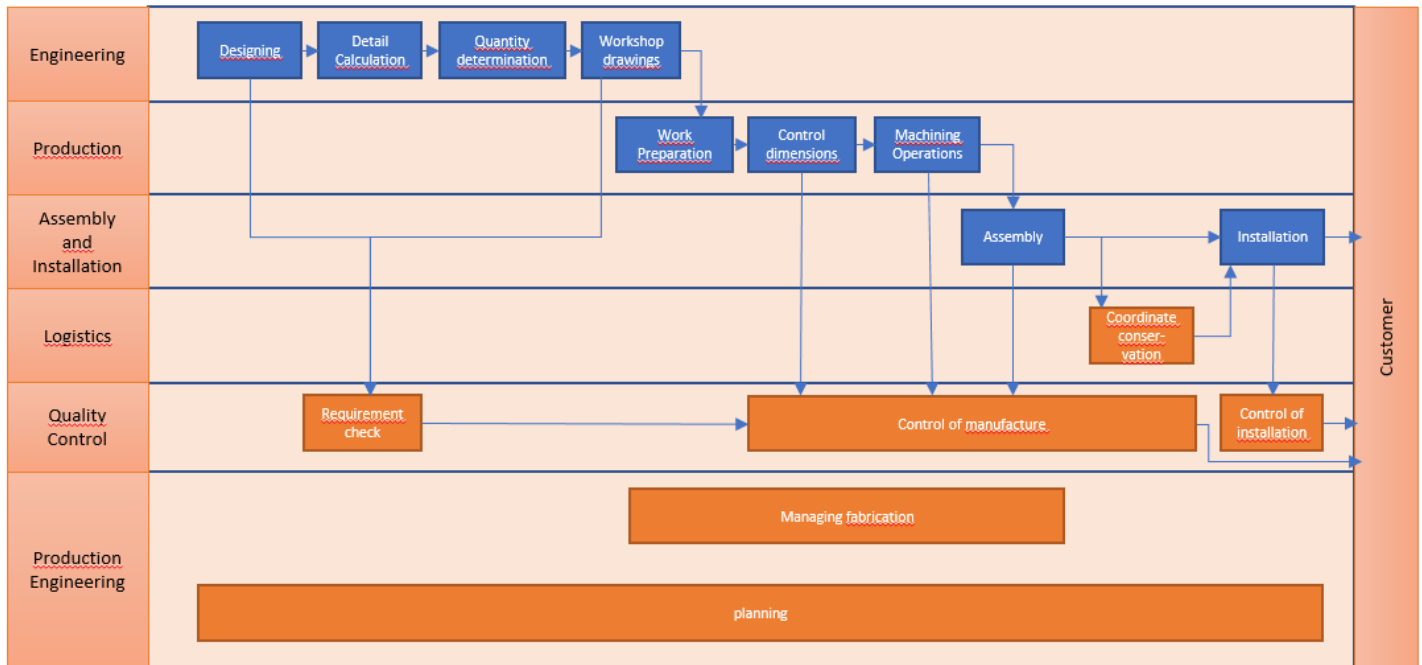 Engineering
Designing
Detail
Calculation
Quantity
determination
Workshop
drawings
Production
Work
Preparation
Control
dimensions
Machining
Operations
Assembly
and
Installation
Assembly
Installation
Logistics
Coordinate
conser-
vation
Customer
Quality
Control
Requirement
check
Control of manufacture
Control of
installation
Production
Engineering
Managing fabrication
planning